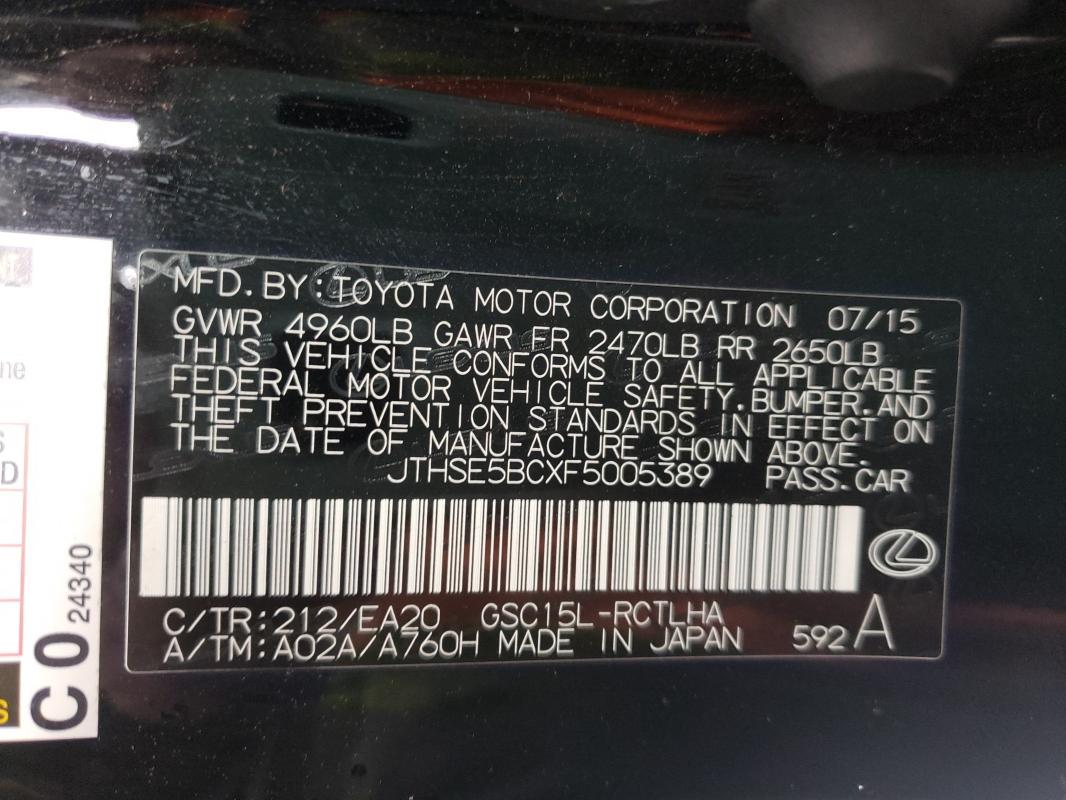 MFD. BY: TOYOTA MOTOR CORPORATION 07/15
GVWR 4960LB GAWR FR 2470LB RR 2650LB
THIS VEHICLE CONFORMS TO ALL APPLICABLE
FEDERAL MOTOR VEHICLE SAFETY, BUMPER, AND
THEFT PREVENTION STANDARDS IN EFFECT ON
THE DATE OF MANUFACTURE SHOWN ABOVE.
JTHSE5BCXF5005389 PASS. CAR
C/TR: 212/EA20 GSC15L-RCTLHA
A/TM: A02A/A760H MADE IN JAPAN 592 A
C0 24340